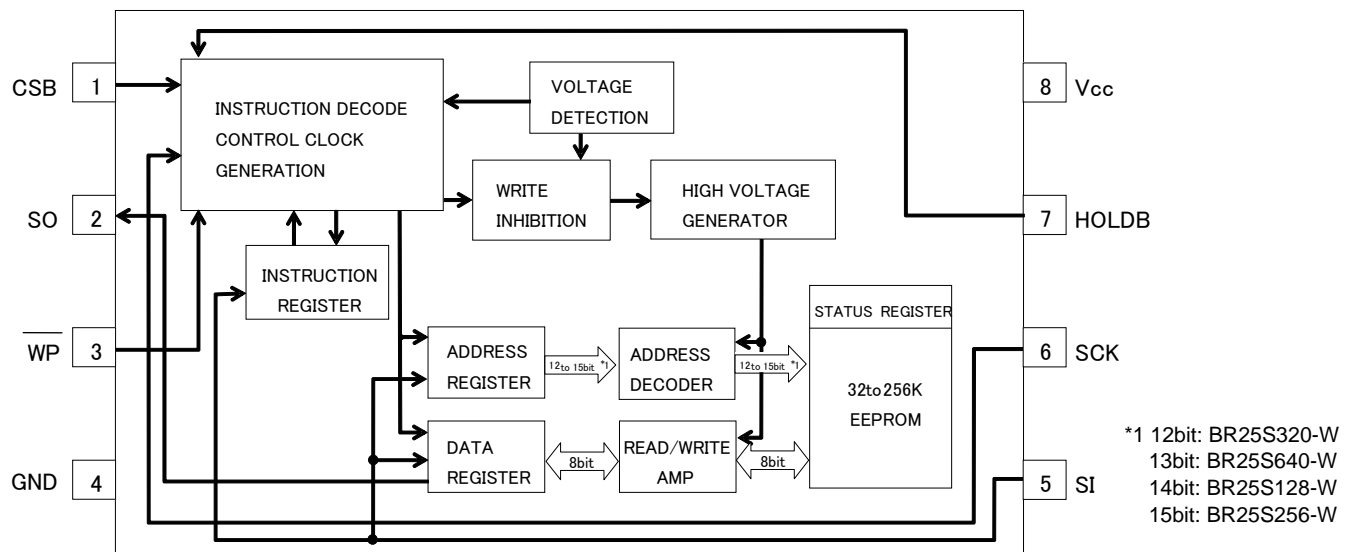 CSB
1
INSTRUCTION DECODE
CONTROL CLOCK
GENERATION
VOLTAGE
DETECTION
8
Vcc
SO
2
WRITE
INHIBITION
HIGH VOLTAGE
GENERATOR
7
HOLDB
INSTRUCTION
REGISTER
STATUS REGISTER
WP
3
ADDRESS
REGISTER
12to 15bit *1
ADDRESS
DECODER
12to 15bit *1
32to256K
EEPROM
6
SCK
GND
4
DATA
REGISTER
8bit
READ/WRITE
AMP
8bit
5
SI
*1 12bit: BR25S320-W
13bit: BR25S640-W
14bit: BR25S128-W
15bit: BR25S256-W